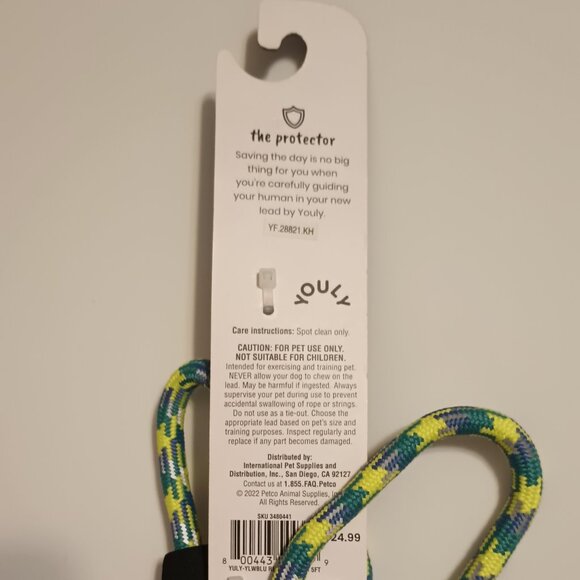 the protector
Saving the day is no big
thing for you when
you're carefully guiding
your human in your new
lead by Youly.
YF.28821.KH
YOULY
Care instructions: Spot clean only.
CAUTION: FOR PET USE ONLY.
NOT SUITABLE FOR CHILDREN.
Intended for exercising and training pet.
NEVER allow your dog to chew on the
lead. May be harmful if ingested. Always
supervise your pet during use to prevent
accidental swallowing of rope or strings.
Do not use as a tie-out. Choose the
appropriate lead based on pet's size and
training purposes. Inspect regularly and
replace if any part becomes damaged.
Distributed by:
International Pet Supplies and
Distribution, Inc., San Diego, CA 92127
Contact us at 1.855.FAQ.Petco
© 2022 Petco Animal Supplies,
SKU 3480441
24.99
8 00443 9
YULY-YLWBLU 5FT